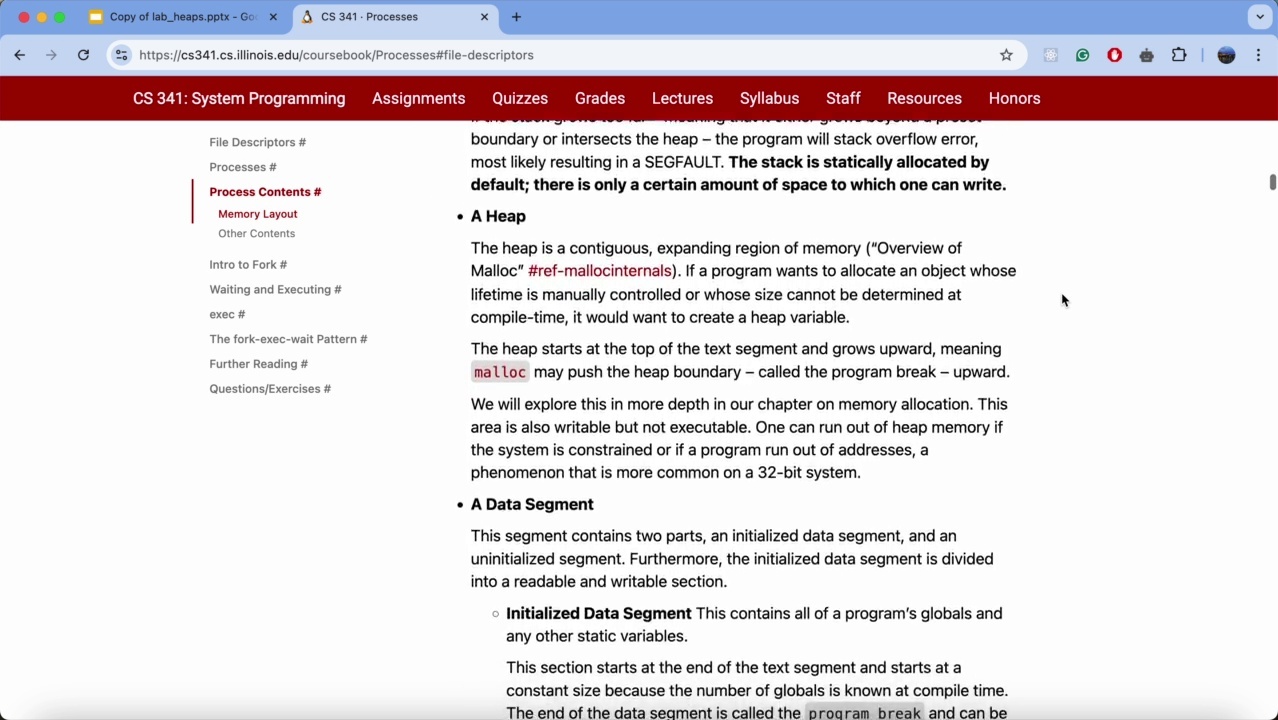 Copy of lab_heaps.pptx - Goo
CS 341 · Processes
https://cs341.cs.illinois.edu/coursebook/Processes#file-descriptors
CS 341: System Programming Assignments Quizzes Grades Lectures Syllabus Staff Resources Honors
File Descriptors #
Processes #
Process Contents #
Memory Layout
Other Contents
Intro to Fork #
Waiting and Executing #
exec #
The fork-exec-wait Pattern #
Further Reading #
Questions/Exercises #
If the stack grows too far – meaning that it either grows beyond a preset
boundary or intersects the heap – the program will stack overflow error,
most likely resulting in a SEGFAULT. The stack is statically allocated by
default; there is only a certain amount of space to which one can write.
• A Heap
The heap is a contiguous, expanding region of memory (“Overview of
Malloc” #ref-mallocinternals). If a program wants to allocate an object whose
lifetime is manually controlled or whose size cannot be determined at
compile-time, it would want to create a heap variable.
The heap starts at the top of the text segment and grows upward, meaning
malloc may push the heap boundary – called the program break – upward.
We will explore this in more depth in our chapter on memory allocation. This
area is also writable but not executable. One can run out of heap memory if
the system is constrained or if a program run out of addresses, a
phenomenon that is more common on a 32-bit system.
• A Data Segment
This segment contains two parts, an initialized data segment, and an
uninitialized segment. Furthermore, the initialized data segment is divided
into a readable and writable section.
○ Initialized Data Segment This contains all of a program’s globals and
any other static variables.
This section starts at the end of the text segment and starts at a
constant size because the number of globals is known at compile time.
The end of the data segment is called the program break and can be